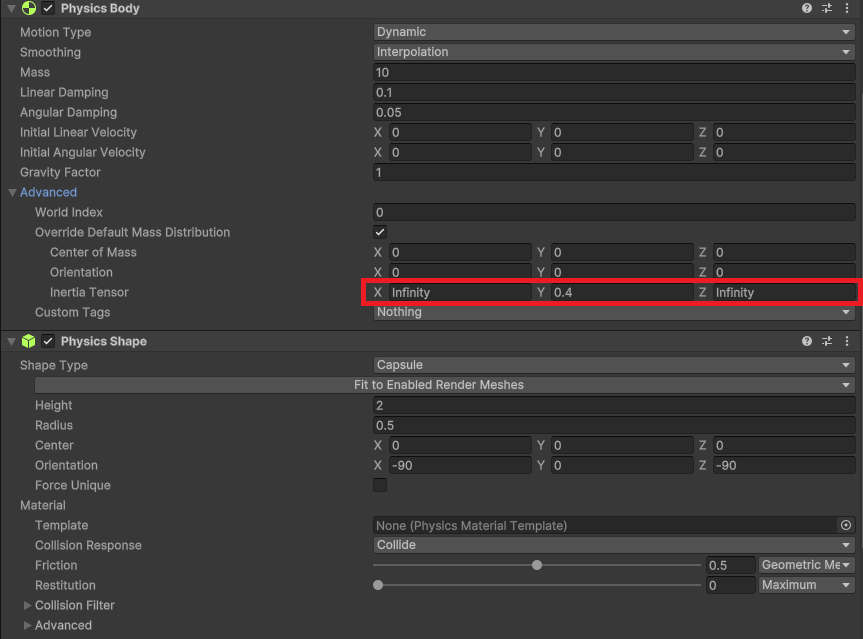 Physics Body
Motion Type Dynamic
Smoothing Interpolation
Mass 10
Linear Damping 0.1
Angular Damping 0.05
Initial Linear Velocity X 0 Y 0 Z 0
Initial Angular Velocity X 0 Y 0 Z 0
Gravity Factor 1
Advanced
World Index 0
Override Default Mass Distribution
Center of Mass X 0 Y 0 Z 0
Orientation X 0 Y 0 Z 0
Inertia Tensor X Infinity Y 0.4 Z Infinity
Custom Tags Nothing
Physics Shape
Shape Type Capsule
Fit to Enabled Render Meshes
Height 2
Radius 0.5
Center X 0 Y 0 Z 0
Orientation X -90 Y 0 Z -90
Force Unique
Material
Template None (Physics Material Template)
Collision Response Collide
Friction 0.5 Geometric Me
Restitution 0 Maximum
Collision Filter
Advanced